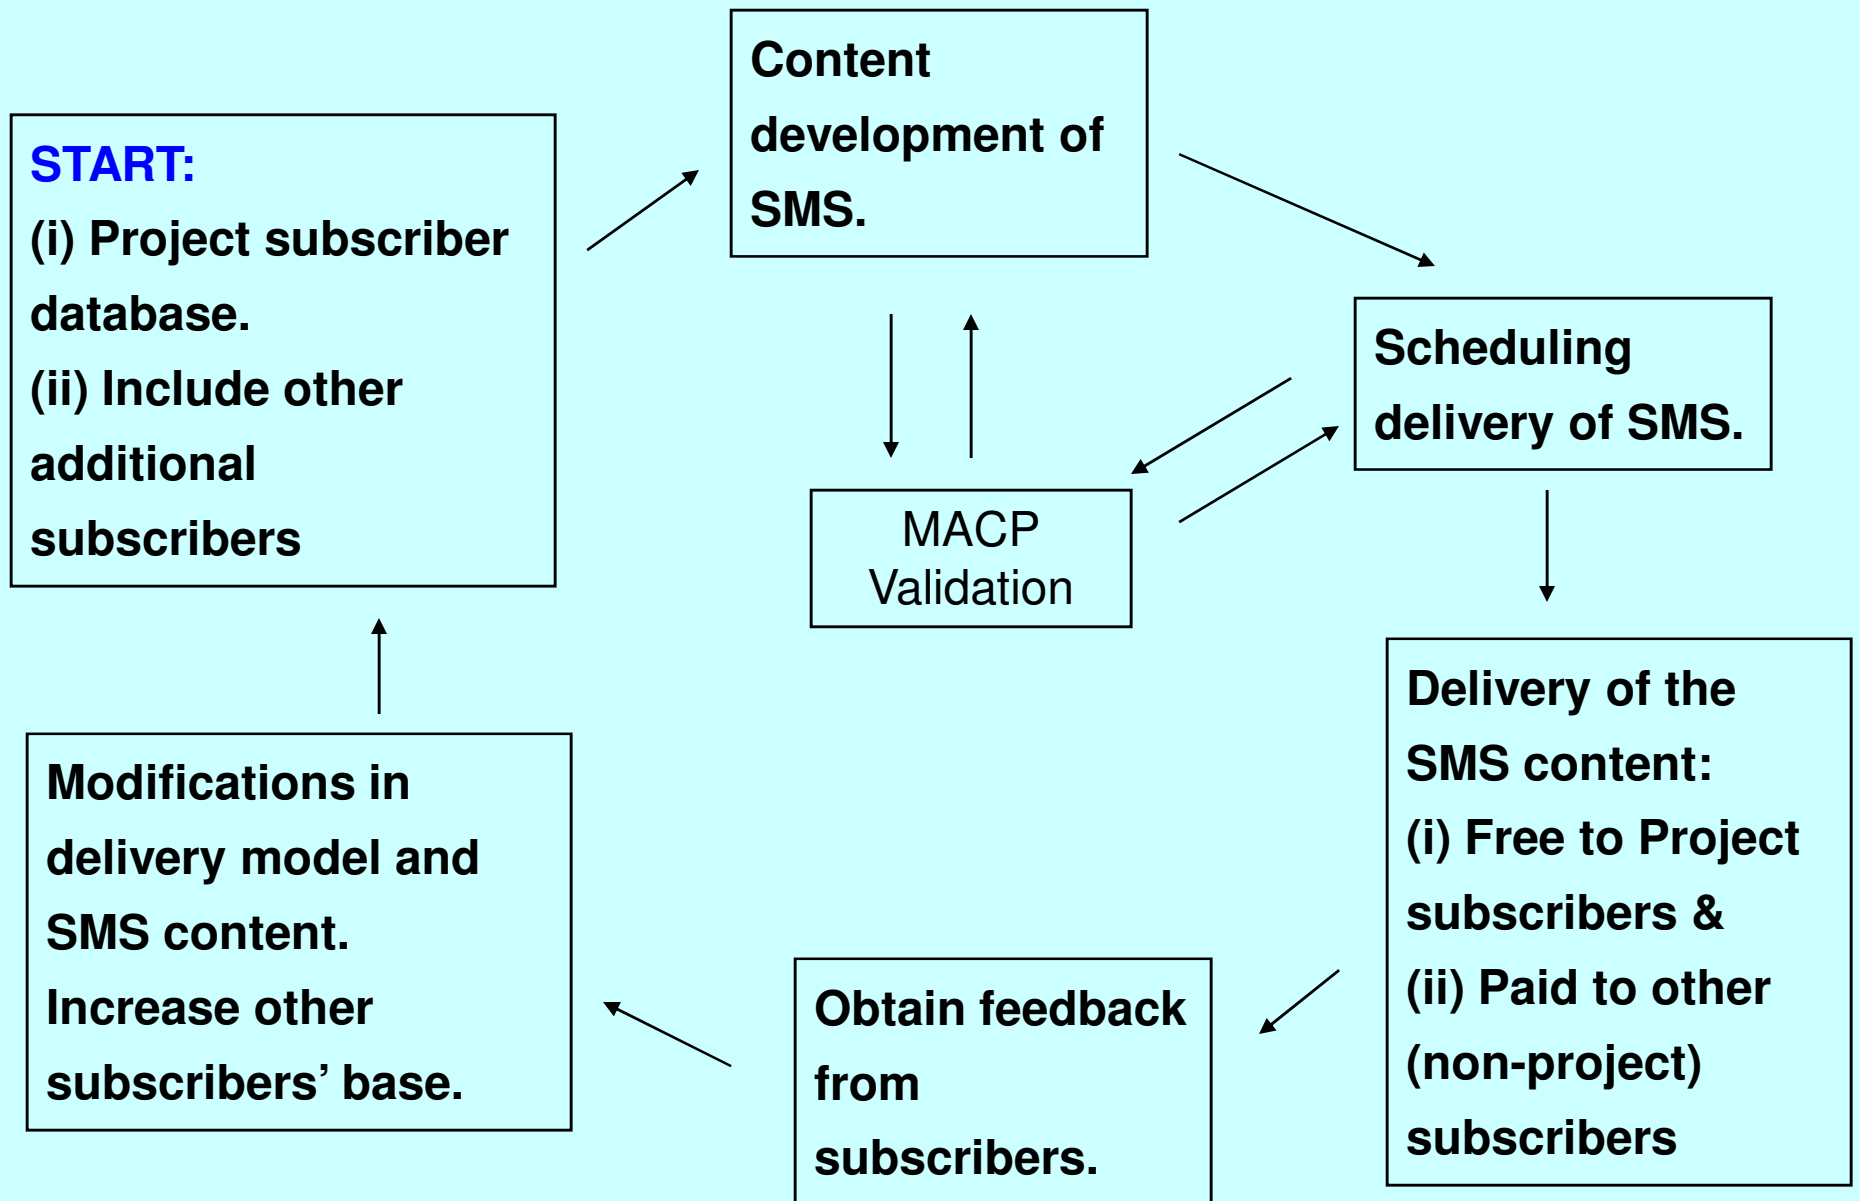 START:
(i) Project subscriber
database.
(ii) Include other
additional
subscribers
Content
development of
SMS.
Scheduling
delivery of SMS.
MACP
Validation
Delivery of the
SMS content:
(i) Free to Project
subscribers &
(ii) Paid to other
(non-project)
subscribers
Obtain feedback
from
subscribers.
Modifications in
delivery model and
SMS content.
Increase other
subscribers’ base.